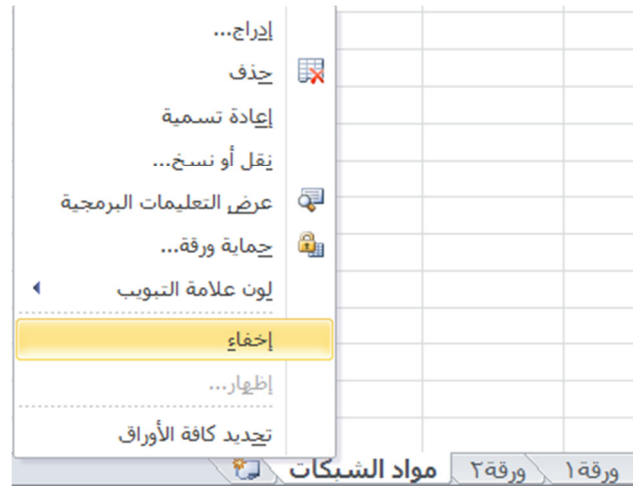 إدراج...
حذف
إعادة تسمية
نقل أو نسخ...
عرض التعليمات البرمجية
حماية ورقة...
لون علامة التبويب
إخفاء
إظهار...
تحديد كافة الأوراق
ورقة١ ورقة٢ مواد الشبكات